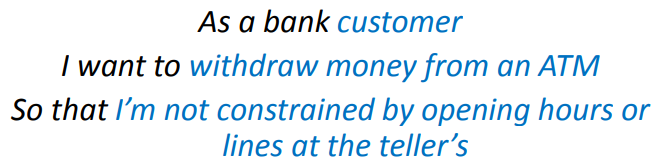 As a bank customer
I want to withdraw money from an ATM
So that I’m not constrained by opening hours or
lines at the teller’s